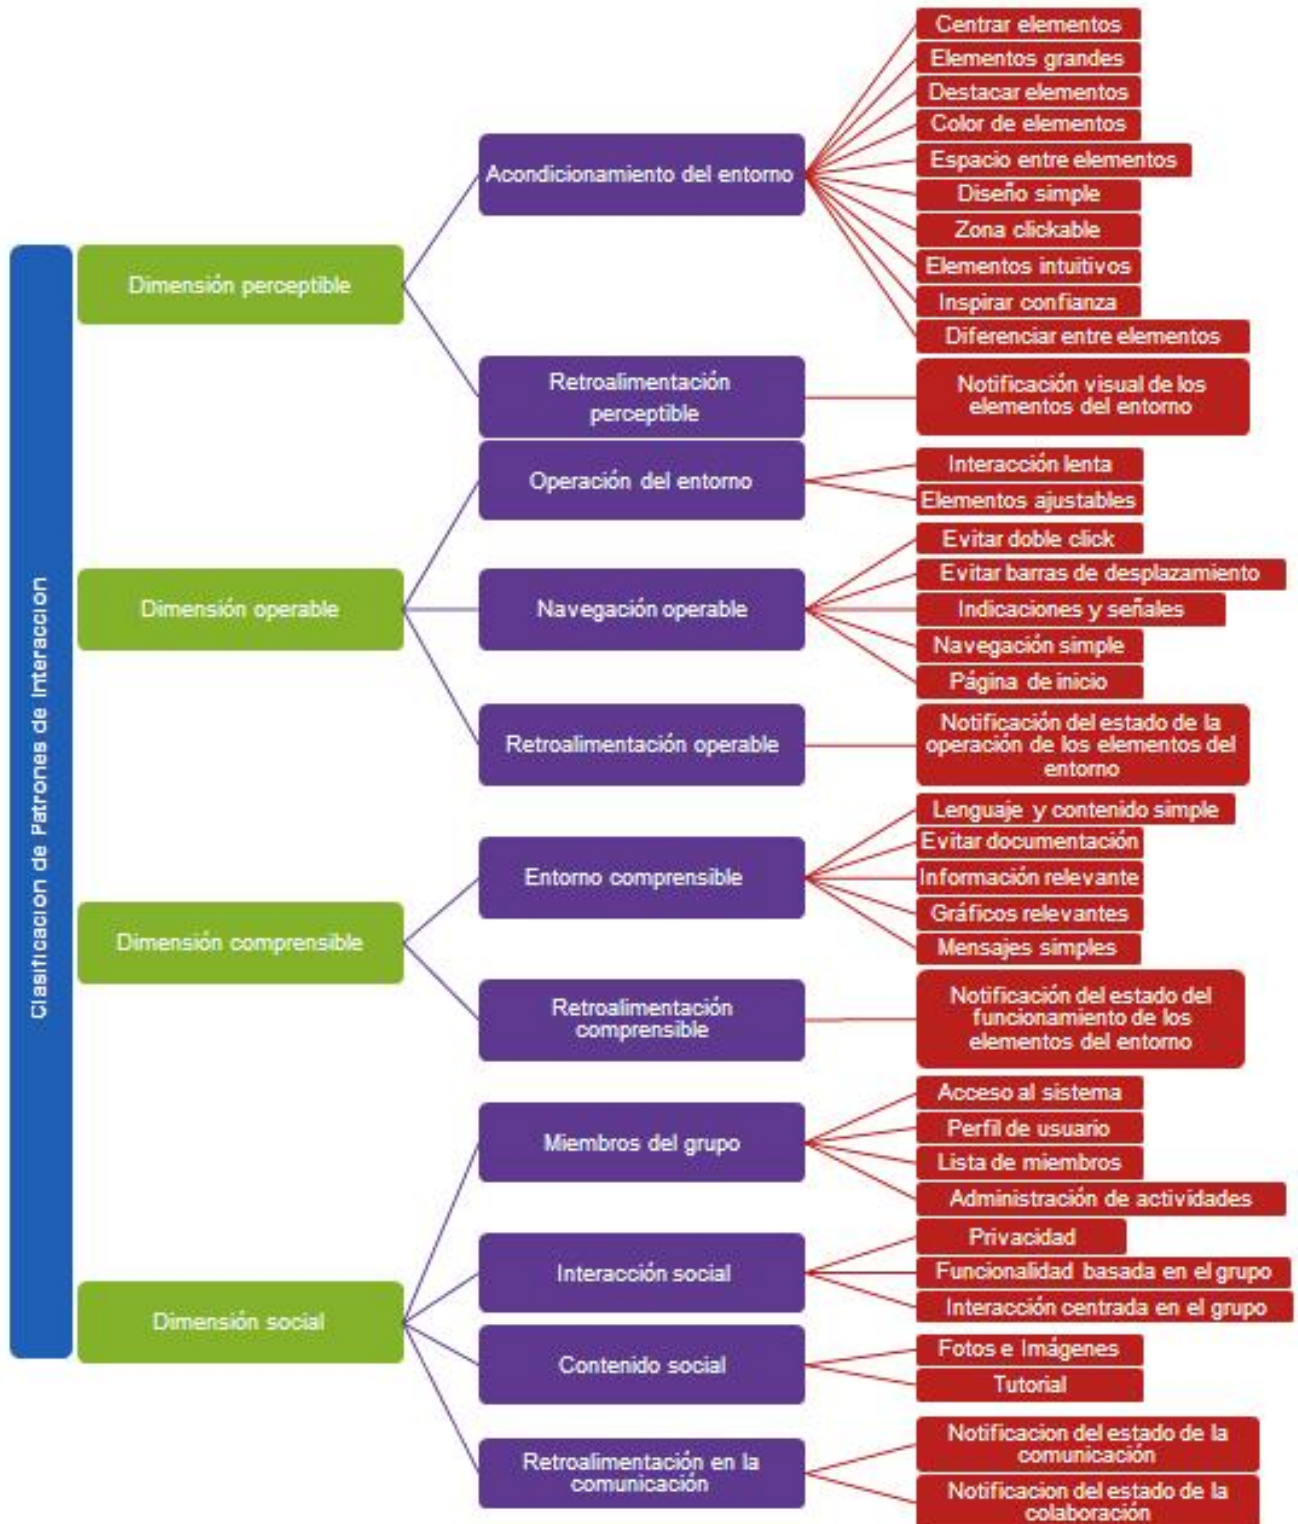 Clasificacion de Patrones de Interaccion
Dimensión perceptible
Acondicionamiento del entorno
Centrar elementos
Elementos grandes
Destacar elementos
Color de elementos
Espacio entre elementos
Diseño simple
Zona clickable
Elementos intuitivos
Inspirar confianza
Diferenciar entre elementos
Retroalimentación
perceptible
Notificación visual de los
elementos del entorno
Dimensión operable
Operación del entorno
Interacción lenta
Elementos ajustables
Navegación operable
Evitar doble click
Evitar barras de desplazamiento
Indicaciones y señales
Navegación simple
Página de inicio
Retroalimentación operable
Notificación del estado de la
operación de los elementos del
entorno
Dimensión comprensible
Entorno comprensible
Lenguaje y contenido simple
Evitar documentación
Información relevante
Gráficos relevantes
Mensajes simples
Retroalimentación
comprensible
Notificación del estado del
funcionamiento de los
elementos del entorno
Dimensión social
Miembros del grupo
Acceso al sistema
Perfil de usuario
Lista de miembros
Administración de actividades
Interacción social
Privacidad
Funcionalidad basada en el grupo
Interacción centrada en el grupo
Contenido social
Fotos e Imágenes
Tutorial
Retroalimentación en la
comunicación
Notificacion del estado de la
comunicación
Notificacion del estado de la
colaboración